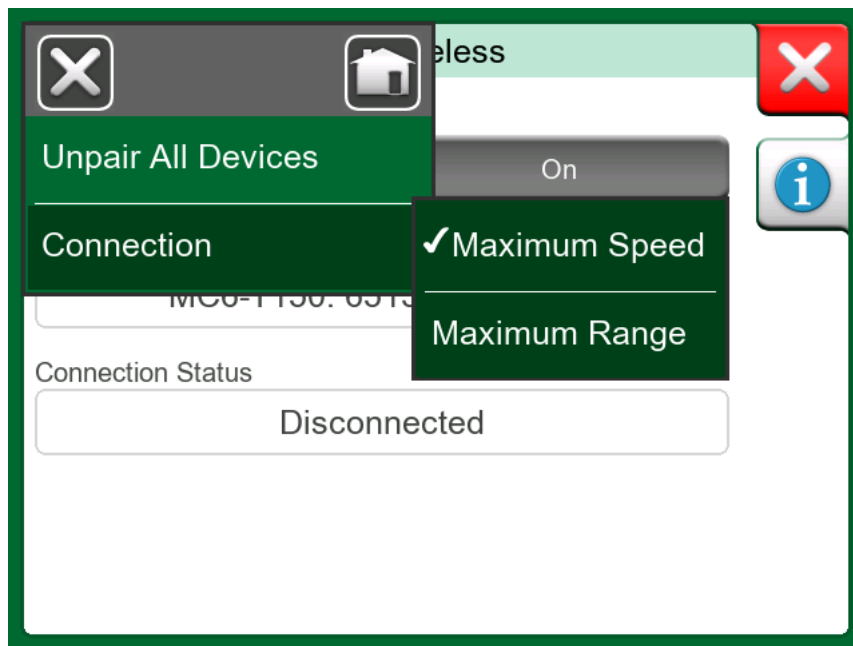 eless
Unpair All Devices
On
Connection
✓Maximum Speed
Maximum Range
Connection Status
Disconnected